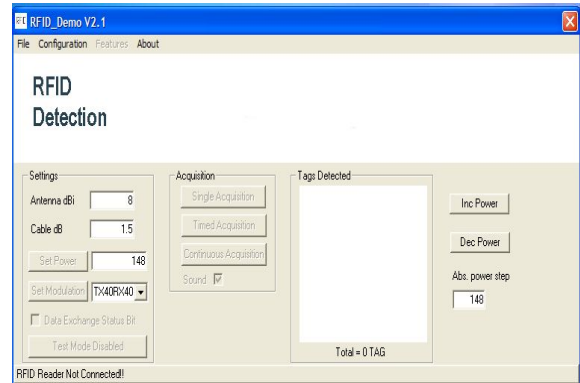 RFID_Demo V2.1
File Configuration Features About
RFID
Detection
Settings
Antenna dBi 8
Cable dB 1.5
Set Power 148
Set Modulation TX40RX40
Data Exchange Status Bit
Test Mode Disabled
Acquisition
Single Acquisition
Timed Acquisition
Continuous Acquisition
Sound
Tags Detected
Total = 0 TAG
Inc Power
Dec Power
Abs. power step
148
RFID Reader Not Connected!!